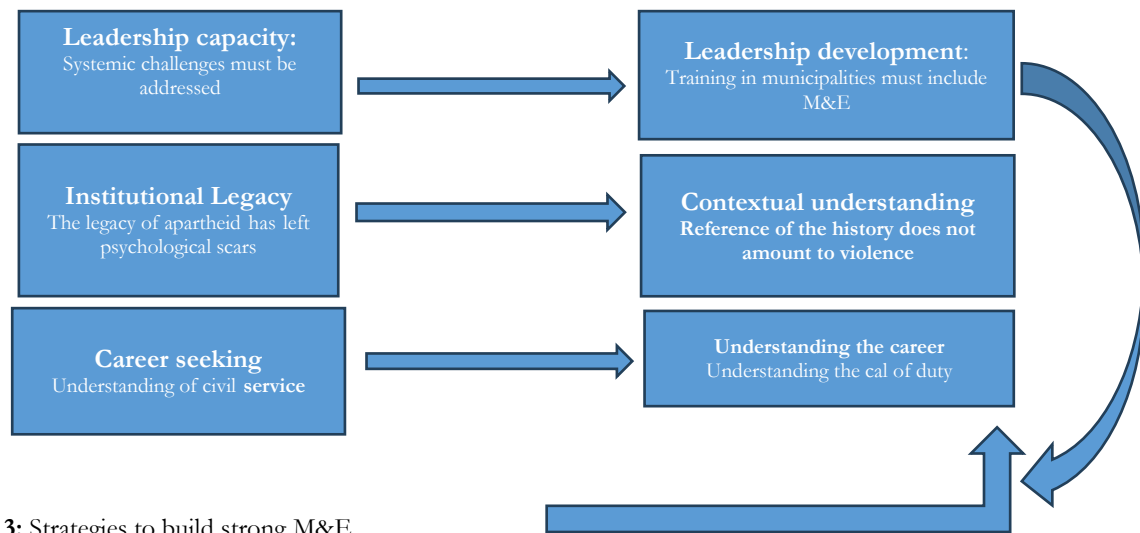 Leadership capacity:
Systemic challenges must be
addressed
Leadership development:
Training in municipalities must include
M&E
Institutional Legacy
The legacy of apartheid has left
psychological scars
Contextual understanding
Reference of the history does not
amount to violence
Career seeking
Understanding of civil service
Understanding the career
Understanding the cal of duty
3: Strategies to build strong M&E